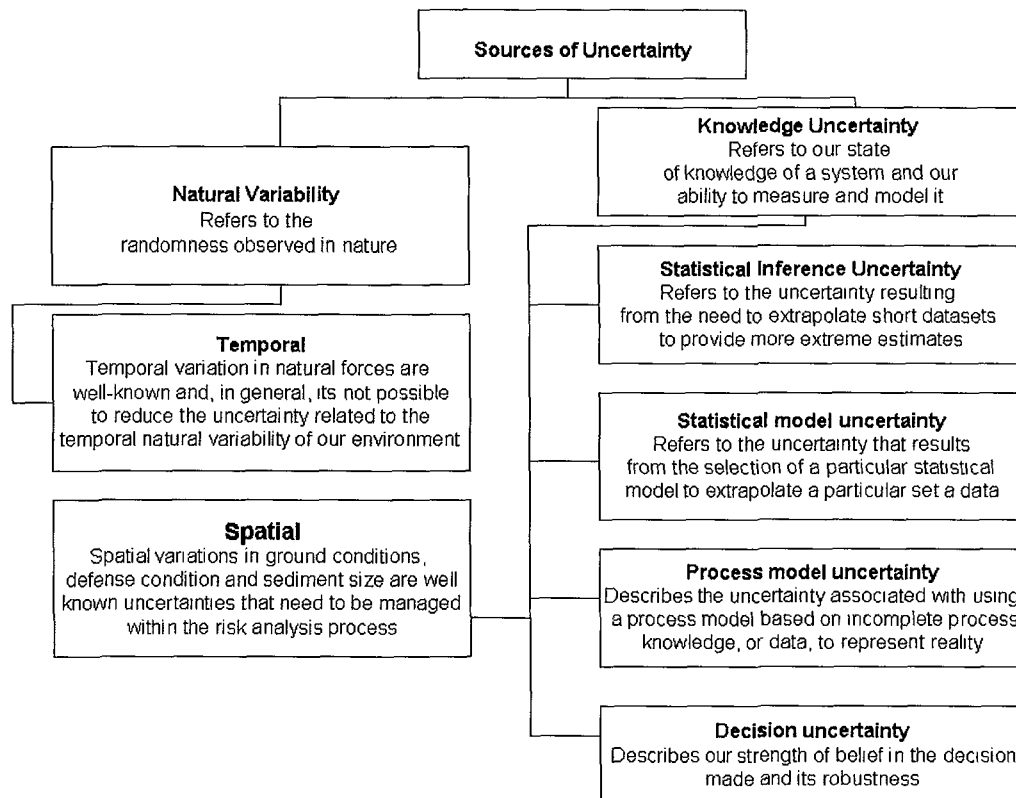 Sources of Uncertainty
Natural Variability
Refers to the
randomness observed in nature
Temporal
Temporal variation in natural forces are
well-known and, in general, its not possible
to reduce the uncertainty related to the
temporal natural variability of our environment
Spatial
Spatial variations in ground conditions,
defense condition and sediment size are well
known uncertainties that need to be managed
within the risk analysis process
Knowledge Uncertainty
Refers to our state
of knowledge of a system and our
ability to measure and model it
Statistical Inference Uncertainty
Refers to the uncertainty resulting
from the need to extrapolate short datasets
to provide more extreme estimates
Statistical model uncertainty
Refers to the uncertainty that results
from the selection of a particular statistical
model to extrapolate a particular set a data
Process model uncertainty
Describes the uncertainty associated with using
a process model based on incomplete process
knowledge, or data, to represent reality
Decision uncertainty
Describes our strength of belief in the decision
made and its robustness